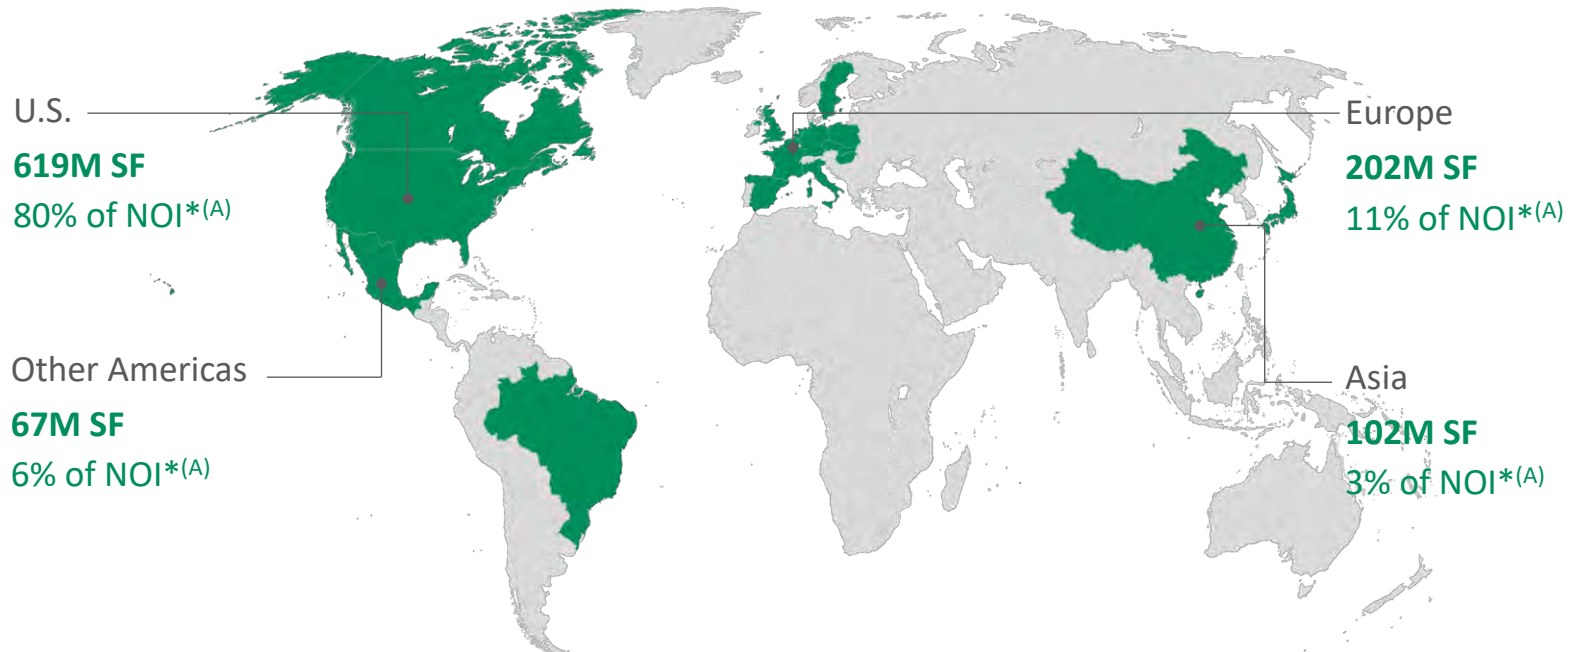 U.S.
619M SF
80% of NOI*(A)
Other Americas
67M SF
6% of NOI*(A)
Europe
202M SF
11% of NOI*(A)
Asia
102M SF
3% of NOI*(A)